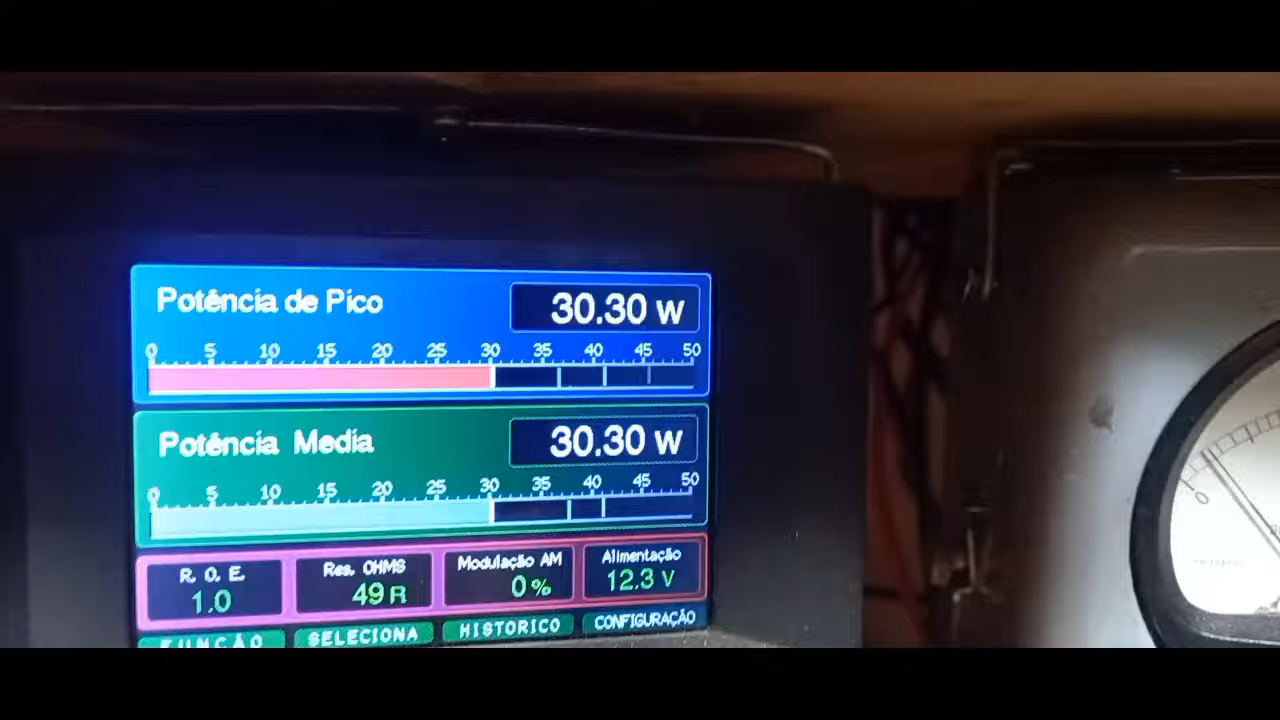 Potência de Pico
30.30 W
0 5 10 15 20 25 30 35 40 45 50
Potência Media
30.30 W
0 5 10 15 20 25 30 35 40 45 50
R. O. E. Res. OHMS Modulação AM Alimentação
1.0 49 R 0 % 12.3 V
FUNÇÃO SELECIONA HISTORICO CONFIGURAÇÃO
0